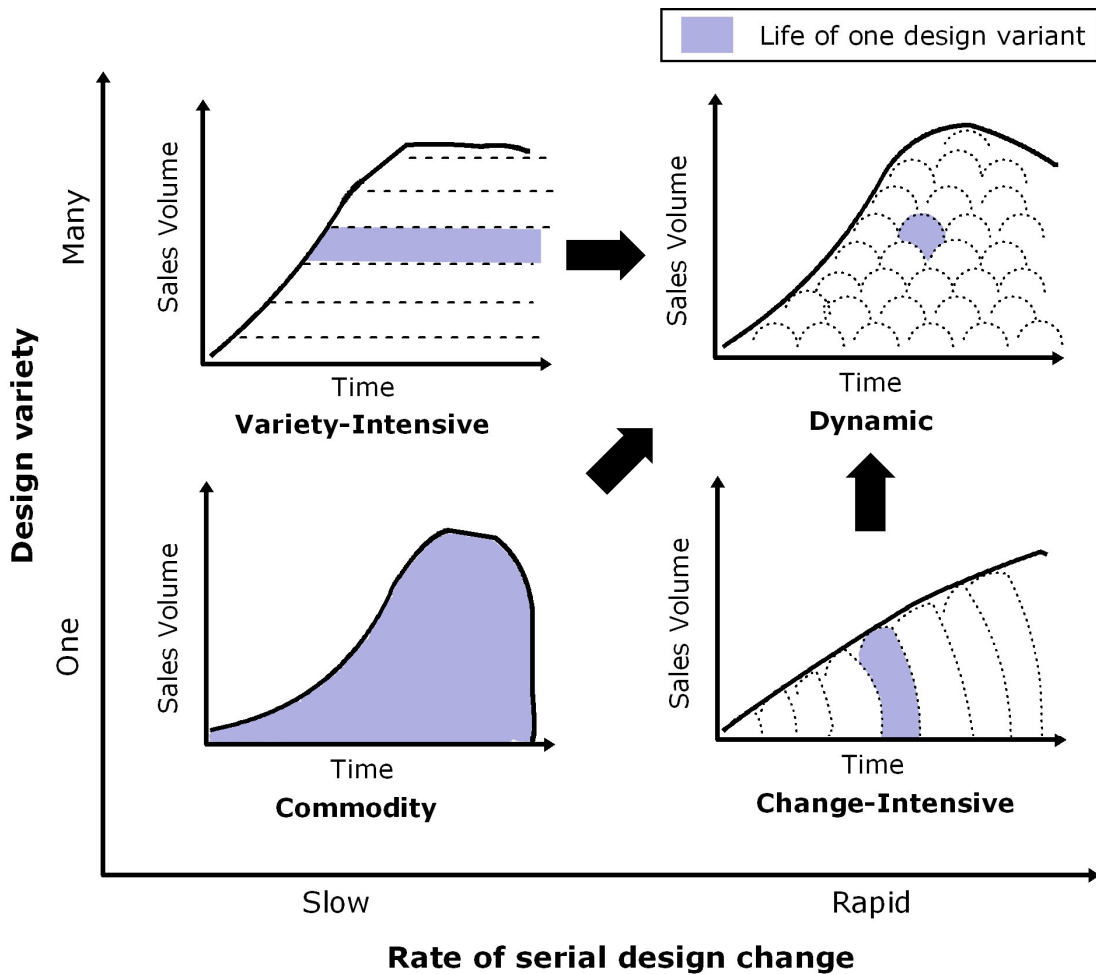 Life of one design variant
Design variety
Many
One
Sales Volume
Time
Variety-Intensive
Sales Volume
Time
Dynamic
Sales Volume
Time
Commodity
Sales Volume
Time
Change-Intensive
Slow
Rapid
Rate of serial design change